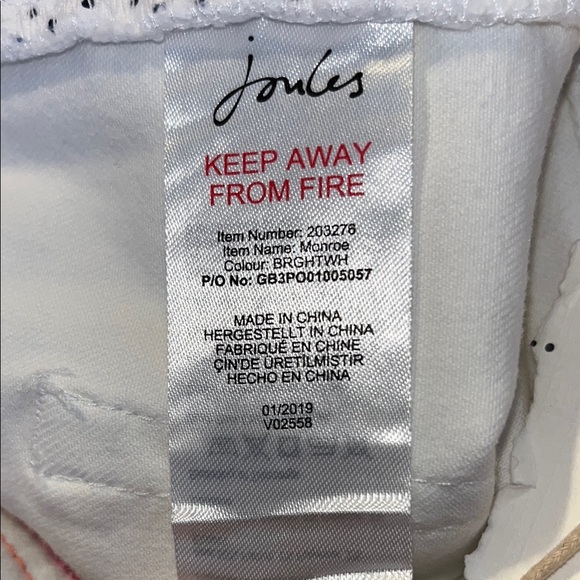 joules
KEEP AWAY
FROM FIRE
Item Number: 203278
Item Name: Monroe
Colour: BRGHTWH
P/O No: GB3PO01005057
MADE IN CHINA
HERGESTELLT IN CHINA
FABRIQUÉ EN CHINE
ÇIN'DE ÜRETILMISTIR
HECHO EN CHINA
01/2019
V02558